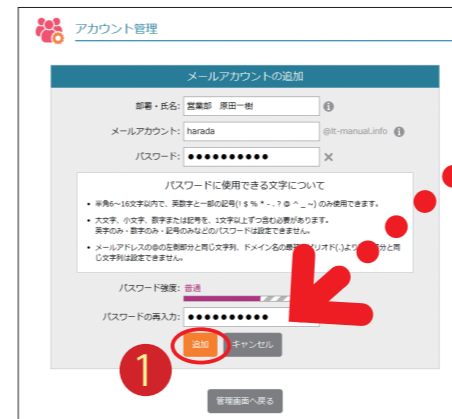 アカウント管理
メールアカウントの追加
部署・氏名: 営業部 原田一樹
メールアカウント: harada @lt-manual.info
パスワード: ●●●●●●●●●●
パスワードに使用できる文字について
• 半角6~16文字以内で、英数字と一部の記号(! $ % * - . ? @ ^ _ ~) のみ使用できます。
• 大文字、小文字、数字または記号を、1文字以上ずつ含む必要があります。
英字のみ・数字のみ・記号のみなどのパスワードは設定できません。
• メールアドレスの@の左側部分と同じ文字列、ドメイン名の最 リオド(.)より 分と同
じ文字列は設定できません。
パスワード強度: 普通
パスワードの再入力: ●●●●●●●●●●
追加 キャンセル
1
管理画面へ戻る